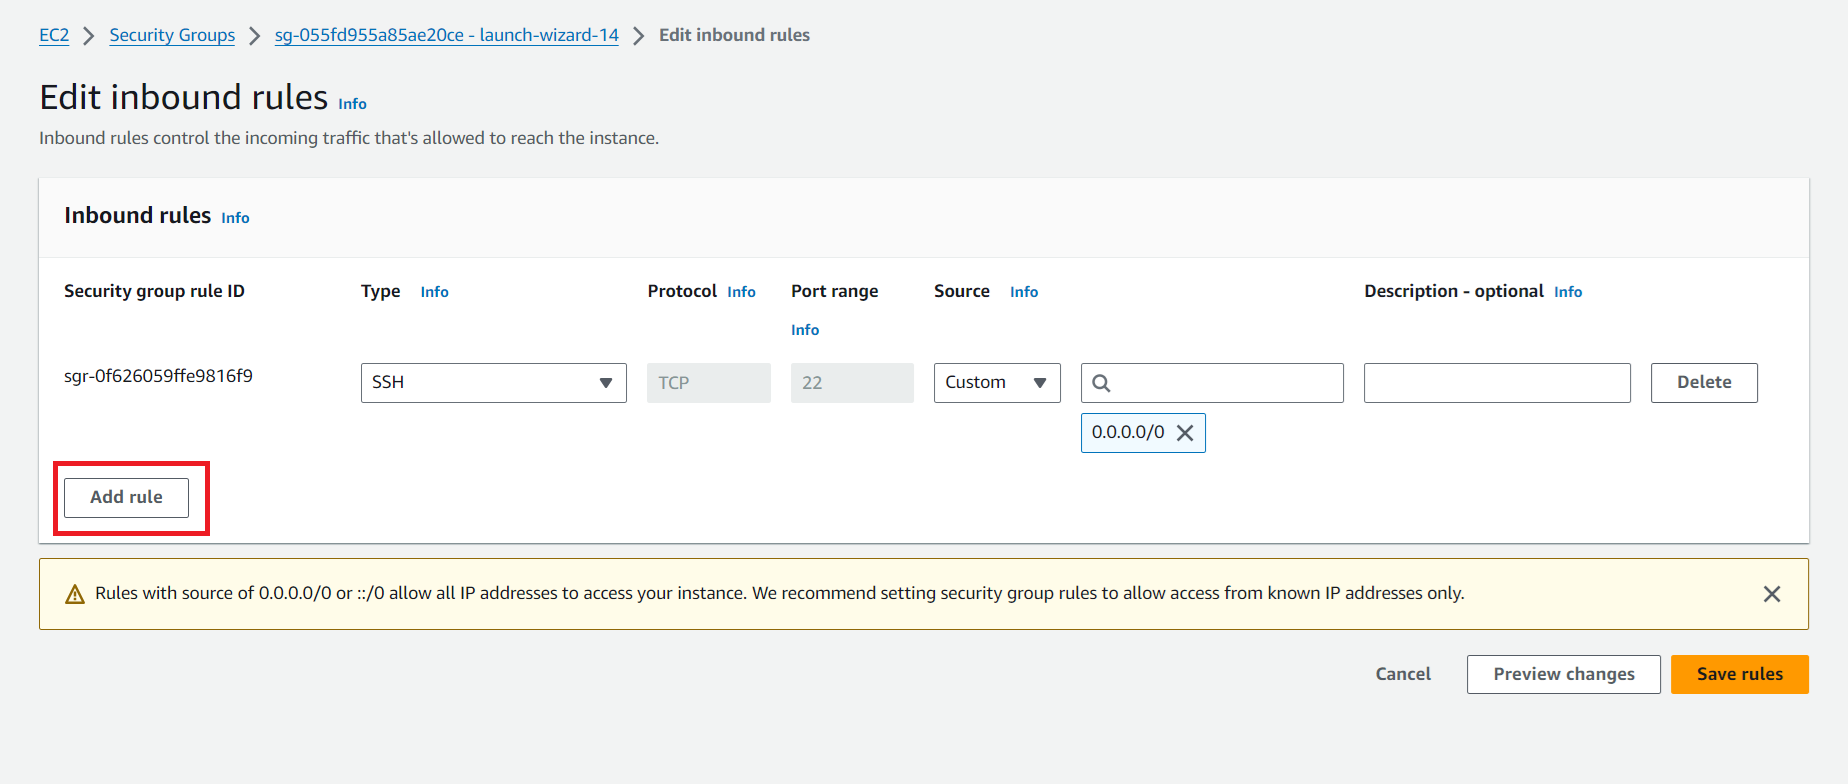 EC2 > Security Groups > sg-055fd955a85ae20ce - launch-wizard-14 > Edit inbound rules
Edit inbound rules Info
Inbound rules control the incoming traffic that's allowed to reach the instance.
Inbound rules Info
Security group rule ID Type Info Protocol Info Port range Source Info Description - optional Info
Info
sgr-0f626059ffe9816f9 SSH TCP 22 Custom Delete
0.0.0.0/0
Add rule
Rules with source of 0.0.0.0/0 or ::/0 allow all IP addresses to access your instance. We recommend setting security group rules to allow access from known IP addresses only.
Cancel Preview changes Save rules